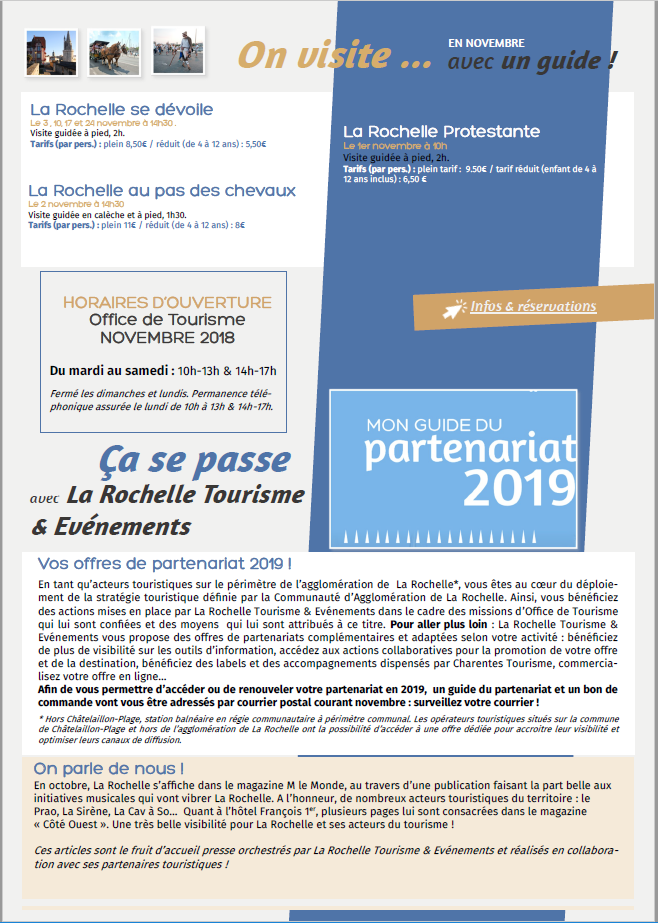 On visite ...
EN NOVEMBRE
avec un guide !
La Rochelle se dévoile
Le 3 , 10, 17 et 24 novembre à 14h30 .
Visite guidée à pied, 2h.
Tarifs (par pers.) : plein 8,50€ / réduit (de 4 à 12 ans) : 5,50€
La Rochelle au pas des chevaux
Le 2 novembre à 14h30
Visite guidée en calèche et à pied, 1h30.
Tarifs (par pers.) : plein 11€ / réduit (de 4 à 12 ans) : 8€
La Rochelle Protestante
Le 1er novembre à 10h
Visite guidée à pied, 2h.
Tarifs (par pers.) : plein tarif :  9.50€ / tarif réduit (enfant de 4 à
12 ans inclus) : 6,50 €
HORAIRES D'OUVERTURE
Office de Tourisme
NOVEMBRE 2018
Du mardi au samedi : 10h-13h & 14h-17h
Fermé les dimanches et lundis. Permanence télé-
phonique assurée le lundi de 10h à 13h & 14h-17h.
Infos & réservations
MON GUIDE DU
partenariat
2019
Ça se passe
avec La Rochelle Tourisme
& Evénements
Vos offres de partenariat 2019 !
En tant qu'acteurs touristiques sur le périmètre de l'agglomération de  La Rochelle*, vous êtes au cœur du déploie-
ment de la stratégie touristique définie par la Communauté d'Agglomération de La Rochelle. Ainsi, vous bénéficiez
des actions mises en place par La Rochelle Tourisme & Evénements dans le cadre des missions d'Office de Tourisme
qui lui sont confiées et des moyens  qui lui sont attribués à ce titre. Pour aller plus loin : La Rochelle Tourisme &
Evénements vous propose des offres de partenariats complémentaires et adaptées selon votre activité : bénéficiez
de plus de visibilité sur les outils d'information, accédez aux actions collaboratives pour la promotion de votre offre
et de la destination, bénéficiez des labels et des accompagnements dispensés par Charentes Tourisme, commercia-
lisez votre offre en ligne...
Afin de vous permettre d'accéder ou de renouveler votre partenariat en 2019,  un guide du partenariat et un bon de
commande vont vous être adressés par courrier postal courant novembre : surveillez votre courrier !
* Hors Châtelaillon-Plage, station balnéaire en régie communautaire à périmètre communal. Les opérateurs touristiques situés sur la commune
de Châtelaillon-Plage et hors de l'agglomération de La Rochelle ont la possibilité d'accéder à une offre dédiée pour accroitre leur visibilité et
optimiser leurs canaux de diffusion.
On parle de nous !
En octobre, La Rochelle s'affiche dans le magazine M le Monde, au travers d'une publication faisant la part belle aux
initiatives musicales qui vont vibrer La Rochelle. A l'honneur, de nombreux acteurs touristiques du territoire : le
Prao, La Sirène, La Cav à So...  Quant à l'hôtel François 1er, plusieurs pages lui sont consacrées dans le magazine
« Côté Ouest ». Une très belle visibilité pour La Rochelle et ses acteurs du tourisme !
Ces articles sont le fruit d'accueil presse orchestrés par La Rochelle Tourisme & Evénements et réalisés en collabora-
tion avec ses partenaires touristiques !